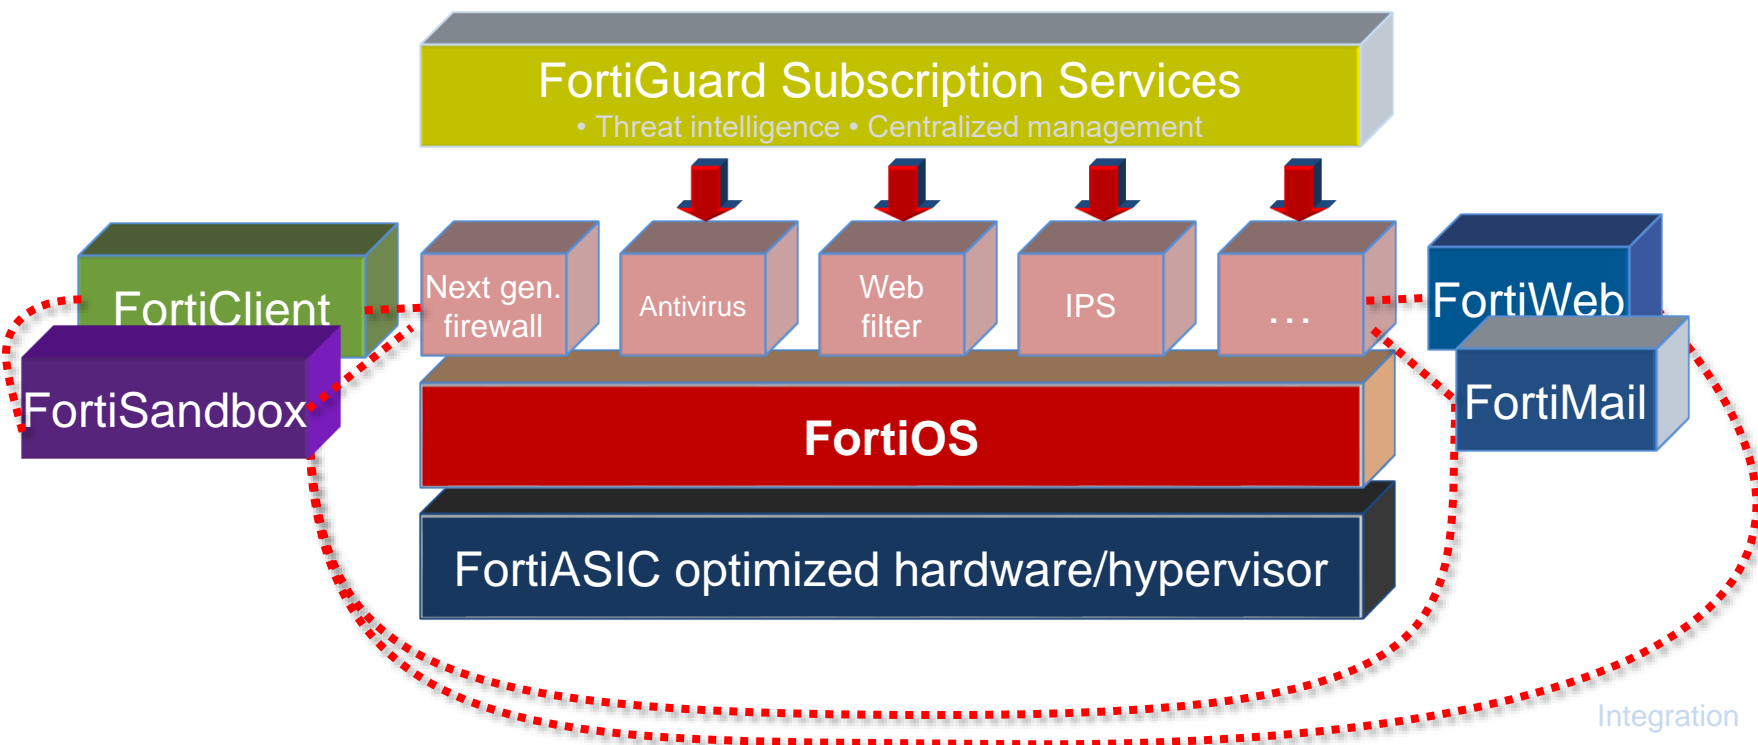 FortiGuard Subscription Services
• Threat intelligence • Centralized management
FortiClient
FortiSandbox
Next gen.
firewall
Antivirus
Web
filter
IPS
...
FortiWeb
FortiMail
FortiOS
FortiASIC optimized hardware/hypervisor
Integration